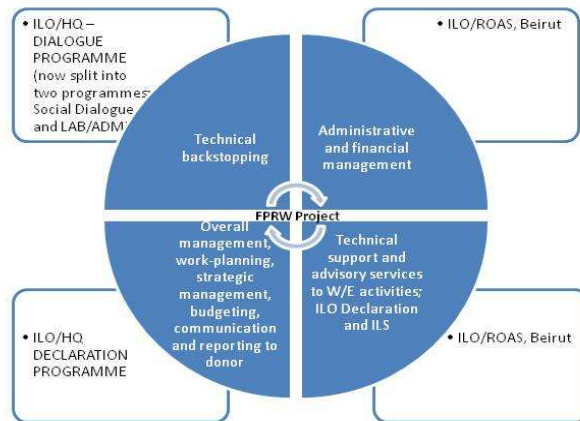 • ILO/HQ –
DIALOGUE
PROGRAMME
(now split into
two programmes:
Social Dialogue
and LAB/ADM
• ILO/ROAS, Beirut
Technical
backstopping
Administrative
and financial
management
FPRW Project
Overall
management,
work-planning,
strategic
management,
budgeting,
communication
and reporting to
donor
Technical
support and
advisory services
to W/E activities;
ILO Declaration
and ILS
• ILO/HQ
DECLARATION
PROGRAMME
• ILO/ROAS, Beirut